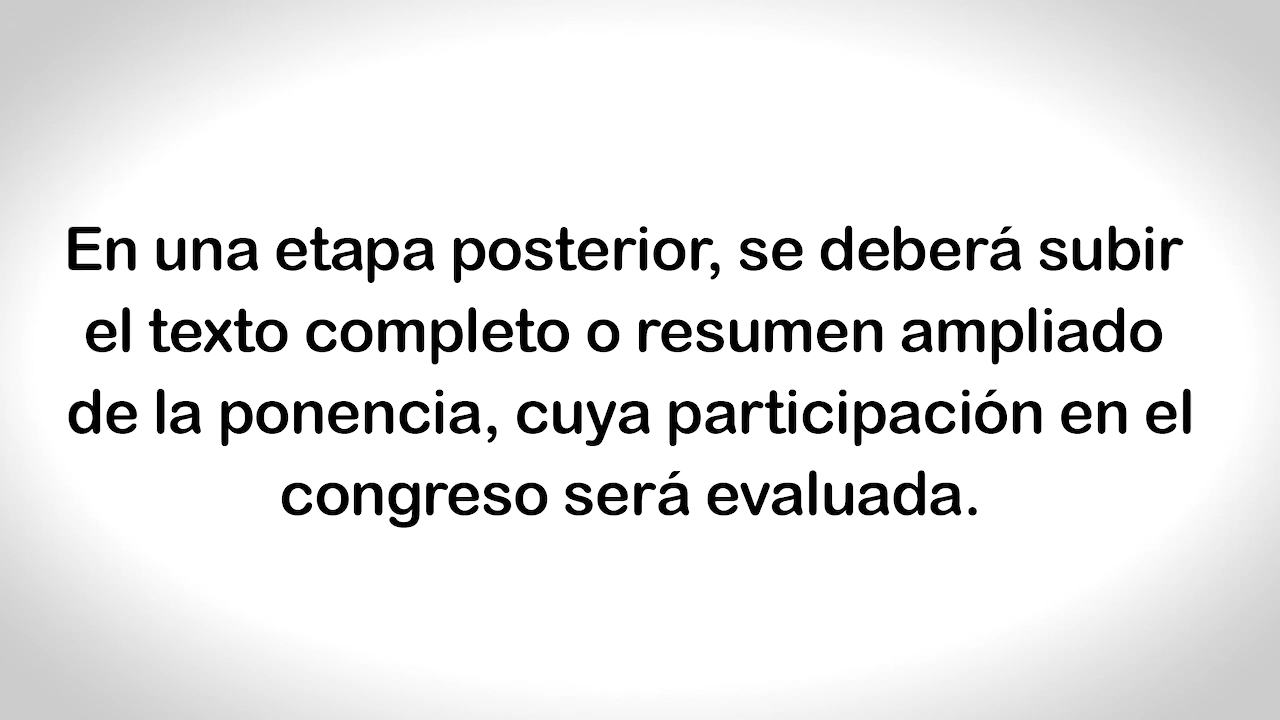 En una etapa posterior, se deberá subir
el texto completo o resumen ampliado
de la ponencia, cuya participación en el
congreso será evaluada.